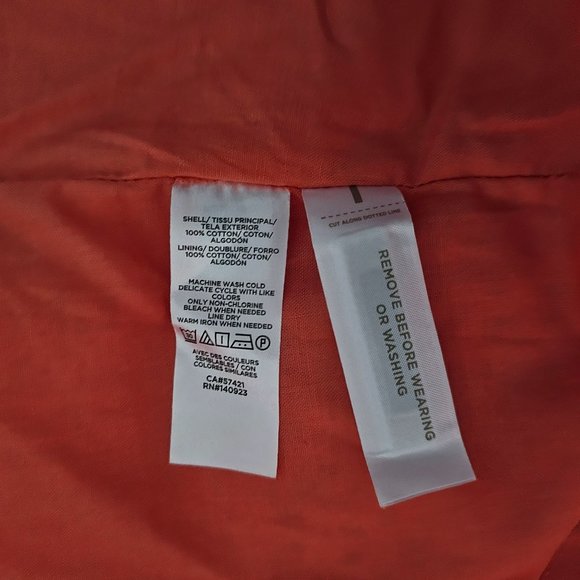 SHELL/ TISSU PRINCIPAL/
TELA EXTERIOR
100% COTTON/ COTON/
ALGODÓN
LINING/ DOUBLURE/ FORRO
100% COTTON/ COTON/
ALGODÓN
MACHINE WASH COLD
DELICATE CYCLE WITH LIKE
COLORS
ONLY NON-CHLORINE
BLEACH WHEN NEEDED
LINE DRY
WARM IRON WHEN NEEDED
30 P
AVEC DES COULEURS
SEMBLABLES / CON
COLORES SIMILARES
CA#57421
RN#140923
CUT ALONG DOTTED LINE
REMOVE BEFORE WEARING
OR WASHING